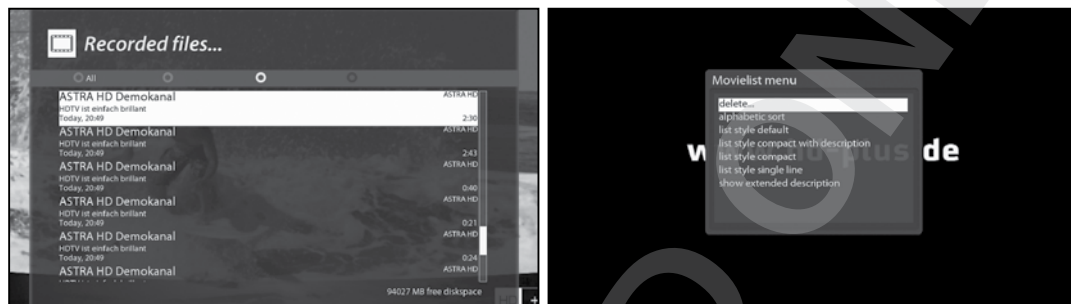 Recorded files...
All
ASTRA HD Demokanal ASTRA HD
HDTV ist einfach brillant
Today, 20:49 2:30
ASTRA HD Demokanal ASTRA HD
HDTV ist einfach brillant
Today, 20:49 2:43
ASTRA HD Demokanal ASTRA HD
HDTV ist einfach brillant
Today, 20:49 0:40
ASTRA HD Demokanal ASTRA HD
HDTV ist einfach brillant
Today, 20:49 0:21
ASTRA HD Demokanal ASTRA HD
HDTV ist einfach brillant
Today, 20:49 0:24
ASTRA HD Demokanal ASTRA HD
94027 MB free diskspace
HD +
Movielist menu
delete...
alphabetic sort
list style default
list style compact with description
list style compact
list style single line
show extended description
plus de